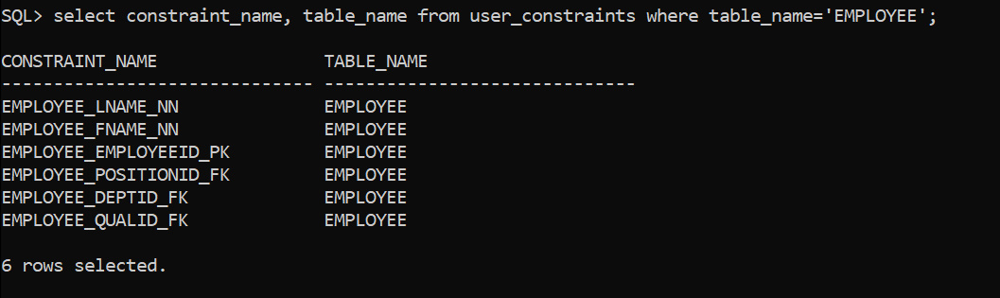 SQL> select constraint_name, table_name from user_constraints where table_name='EMPLOYEE';
CONSTRAINT_NAME                TABLE_NAME
------------------------------ ------------------------------
EMPLOYEE_LNAME_NN              EMPLOYEE
EMPLOYEE_FNAME_NN              EMPLOYEE
EMPLOYEE_EMPLOYEEID_PK         EMPLOYEE
EMPLOYEE_POSITIONID_FK         EMPLOYEE
EMPLOYEE_DEPTID_FK             EMPLOYEE
EMPLOYEE_QUALID_FK             EMPLOYEE
6 rows selected.